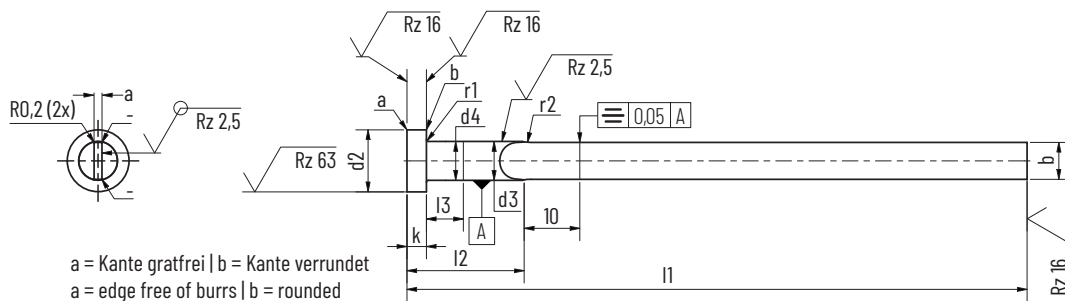 Rz 16
Rz 16
b
Rz 2,5
a
r1
r2
R0,2 (2x)
a
Rz 2,5
d4
0,05 A
d2
b
Rz 63
l3
d3
10
A
k
l2
l1
Rz 16
a = Kante gratfrei | b = Kante verrundet
a = edge free of burrs | b = rounded